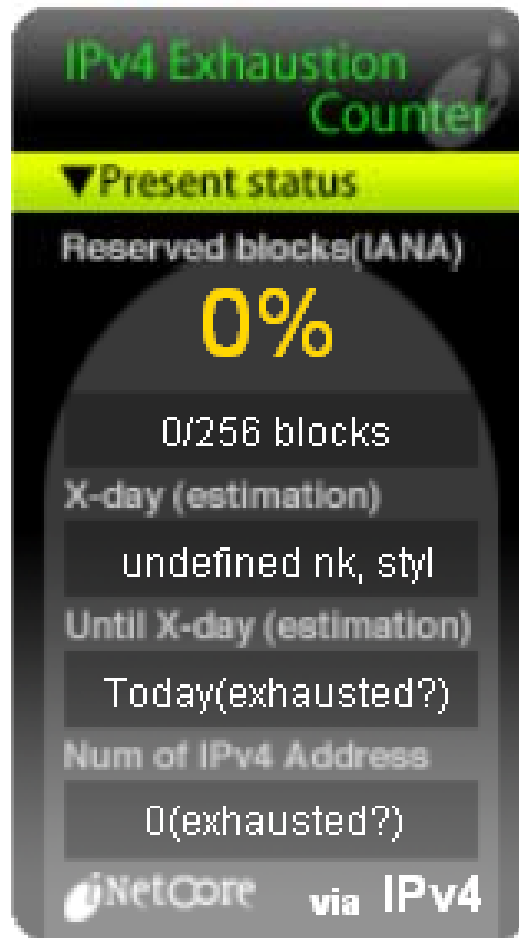 IPv4 Exhaustion
Counter
▼Present status
Reserved blocks(IANA)
0%
0/256 blocks
X-day (estimation)
undefined nk, styl
Until X-day (estimation)
Today(exhausted?)
Num of IPv4 Address
0(exhausted?)
iNetCore via IPv4